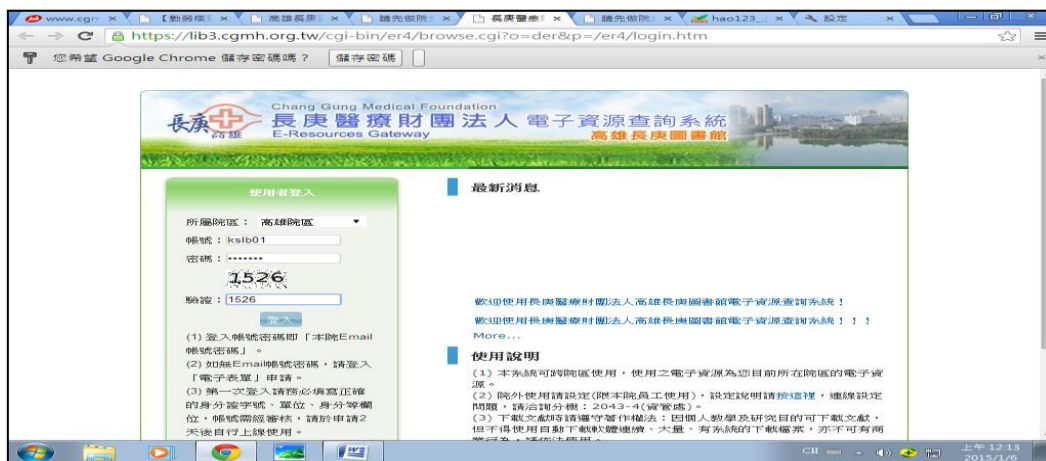 www.cgm
【勤勞樸
高雄長庚
請先做院
長庚醫療
請先做院
hao123_
設定
https://lib3.cgmh.org.tw/cgi-bin/er4/browse.cgi?o=der&p=/er4/login.htm
您希望 Google Chrome 儲存密碼嗎？ 儲存密碼
Chang Gung Medical Foundation
長庚醫療財團法人 電子資源查詢系統
E-Resources Gateway
高雄長庚圖書館
長庚
高雄
使用者登入
所屬院區： 高雄院區
帳號：kslb01
密碼：•••••••
1526
驗證：1526
登入
(1) 登入帳號密碼即「本院Email
帳號密碼」。
(2) 如無Email帳號密碼，請登入
「電子表單」申請。
(3) 第一次登入請務必填寫正確
的身分證字號、單位、身分等欄
位，帳號需經審核，請於申請2
天後自行上線使用。
最新消息
歡迎使用長庚醫療財團法人高雄長庚圖書館電子資源查詢系統！
歡迎使用長庚醫療財團法人高雄長庚圖書館電子資源查詢系統！！！
More...
使用說明
(1) 本系統可跨院區使用，使用之電子資源為您目前所在院區的電子資
源。
(2) 院外使用請設定(限本院員工使用)，設定說明請按這裡，連線設定
問題，請洽詢分機：2043-4(資管處)。
(3) 下載文獻時請遵守著作權法：因個人教學及研究目的可下載文獻，
但不得使用自動下載軟體連續、大量、有系統的下載檔案，亦不可有商
業行為，請依法使用。
CH
上午 12:13
2015/1/6